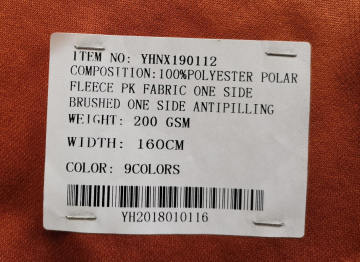 ITEM NO: YHNX190112
COMPOSITION:100%POLYESTER POLAR
FLEECE PK FABRIC ONE SIDE
BRUSHED ONE SIDE ANTIPILLING
WEIGHT: 200 GSM
WIDTH: 160CM
COLOR: 9COLORS
YH2018010116